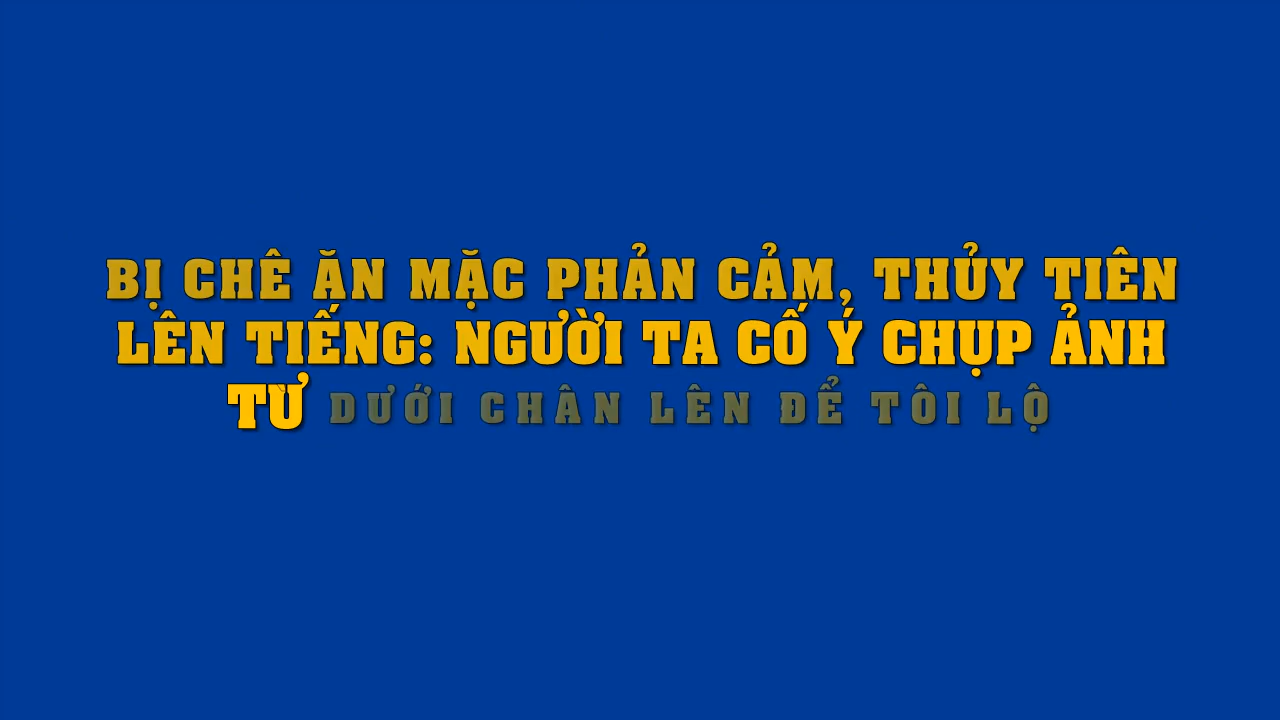 BỊ CHÊ ĂN MẶC PHẢN CẢM, THỦY TIÊN
LÊN TIẾNG: NGƯỜI TA CỐ Ý CHỤP ẢNH
TỪ DƯỚI CHÂN LÊN ĐỂ TÔI LỘ